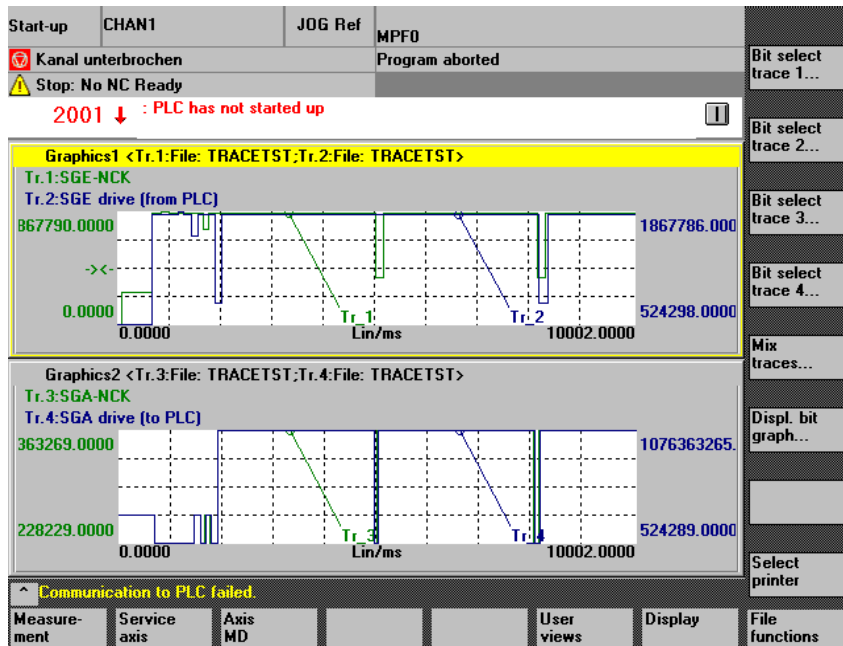 Start-up CHAN1 JOG Ref MPF0
Kanal unterbrochen Program aborted
Stop: No NC Ready
2001 ↓ : PLC has not started up
Graphics1 <Tr.1:File: TRACETST;Tr.2:File: TRACETST>
Tr.1:SGE-NCK
Tr.2:SGE drive (from PLC)
867790.0000 1867786.000
-><-
0.0000 Tr_1 Tr_2 524298.0000
0.0000 Lin/ms 10002.0000
Graphics2 <Tr.3:File: TRACETST;Tr.4:File: TRACETST>
Tr.3:SGA-NCK
Tr.4:SGA drive (to PLC)
363269.0000 1076363265.
228229.0000 Tr_3 Tr_4 524289.0000
0.0000 Lin/ms 10002.0000
^ Communication to PLC failed.
Bit select
trace 1...
Bit select
trace 2...
Bit select
trace 3...
Bit select
trace 4...
Mix
traces...
Displ. bit
graph...
Select
printer
Measure-
ment
Service
axis
Axis
MD
User
views
Display
File
functions